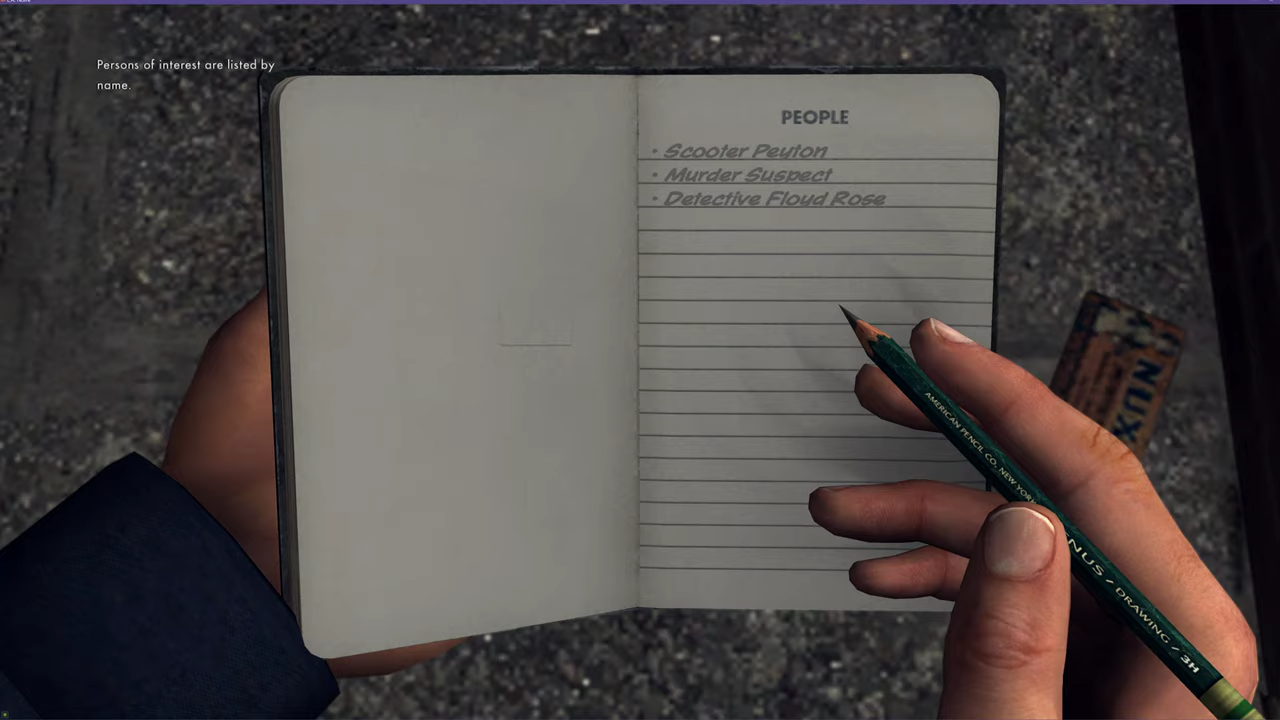 Persons of interest are listed by
name.
PEOPLE
• Scooter Peyton
• Murder Suspect
• Detective Floyd Rose
AMERICAN PENCIL CO. NEW YORK
/ DRAWING / 3H
NUX